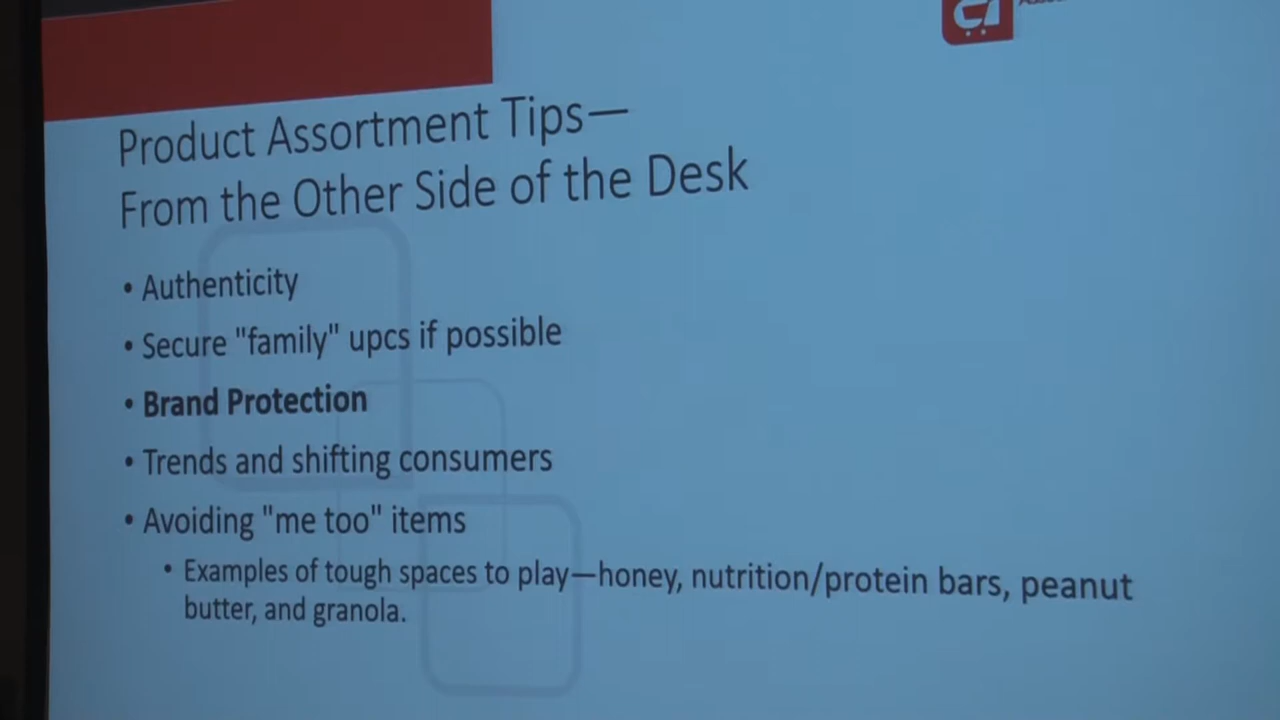 Product Assortment Tips—
From the Other Side of the Desk
• Authenticity
• Secure "family" upcs if possible
• Brand Protection
• Trends and shifting consumers
• Avoiding "me too" items
• Examples of tough spaces to play—honey, nutrition/protein bars, peanut
butter, and granola.